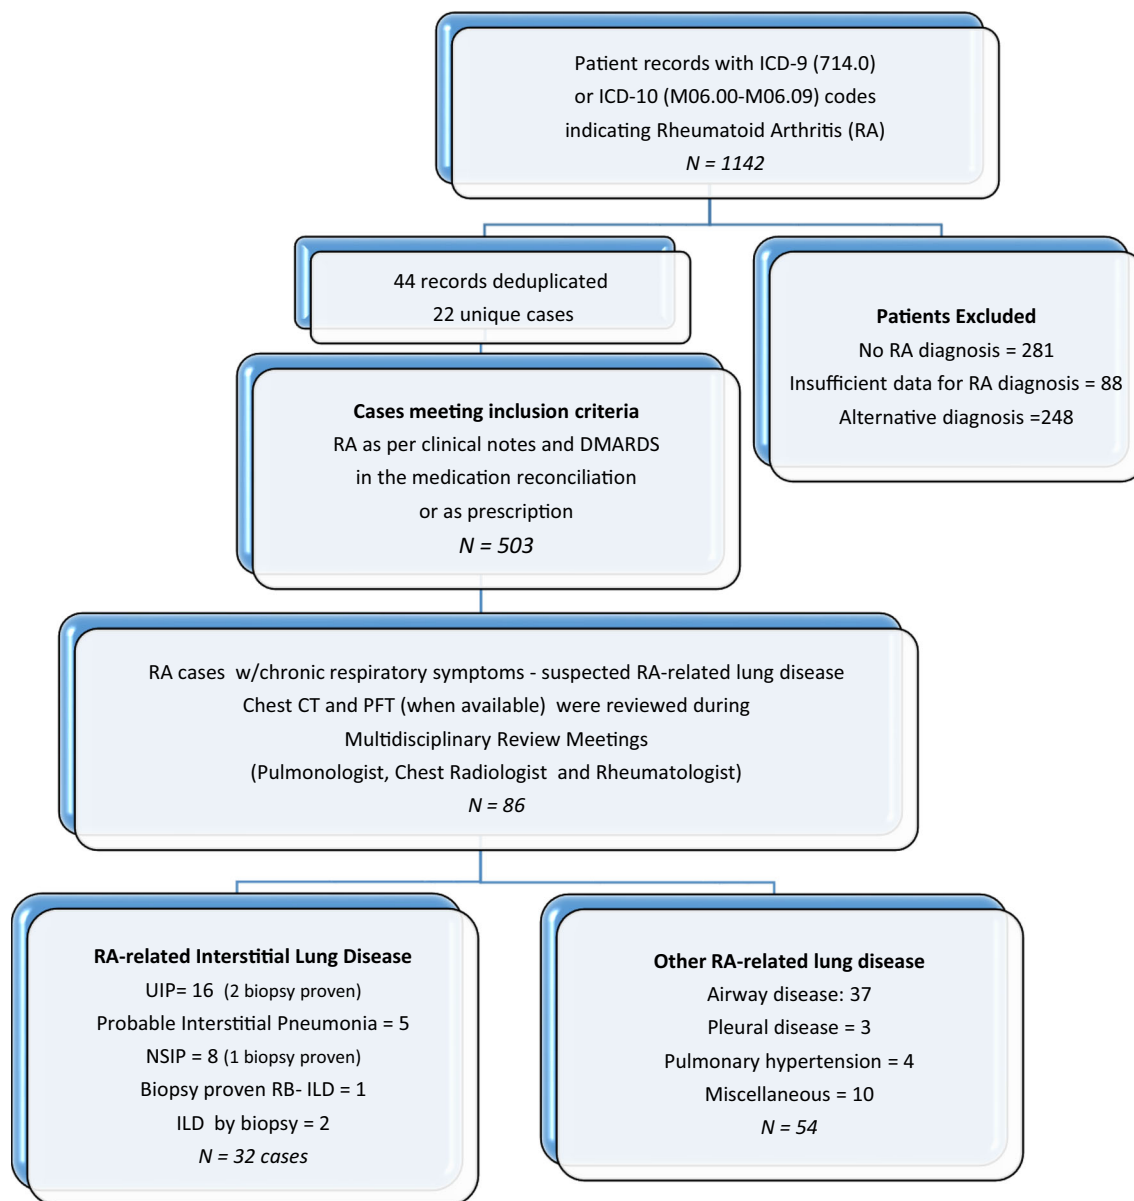 Patient records with ICD-9 (714.0)
or ICD-10 (M06.00-M06.09) codes
indicating Rheumatoid Arthritis (RA)
N = 1142
44 records deduplicated
22 unique cases
Patients Excluded
No RA diagnosis = 281
Insufficient data for RA diagnosis = 88
Alternative diagnosis =248
Cases meeting inclusion criteria
RA as per clinical notes and DMARDS
in the medication reconciliation
or as prescription
N = 503
RA cases w/chronic respiratory symptoms - suspected RA-related lung disease
Chest CT and PFT (when available) were reviewed during
Multidisciplinary Review Meetings
(Pulmonologist, Chest Radiologist and Rheumatologist)
N = 86
RA-related Interstitial Lung Disease
UIP= 16 (2 biopsy proven)
Probable Interstitial Pneumonia = 5
NSIP = 8 (1 biopsy proven)
Biopsy proven RB- ILD = 1
ILD by biopsy = 2
N = 32 cases
Other RA-related lung disease
Airway disease: 37
Pleural disease = 3
Pulmonary hypertension = 4
Miscellaneous = 10
N = 54